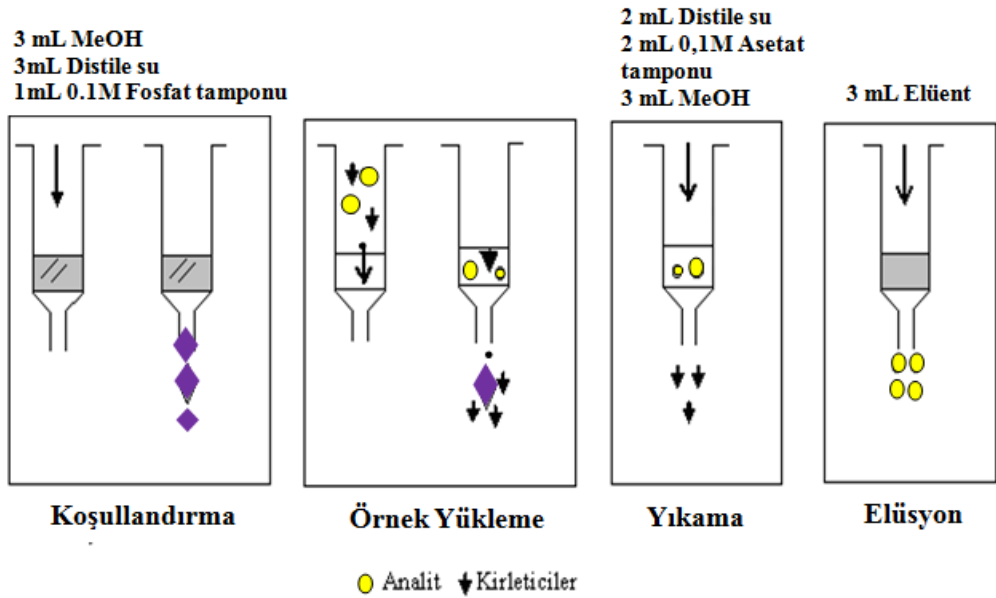 3 mL MeOH
3mL Distile su
1mL 0.1M Fosfat tamponu
2 mL Distile su
2 mL 0,1M Asetat
tamponu
3 mL MeOH
3 mL Elüent
Koşullandırma
Örnek Yükleme
Yıkama
Elüsyon
Analit Kirleticiler